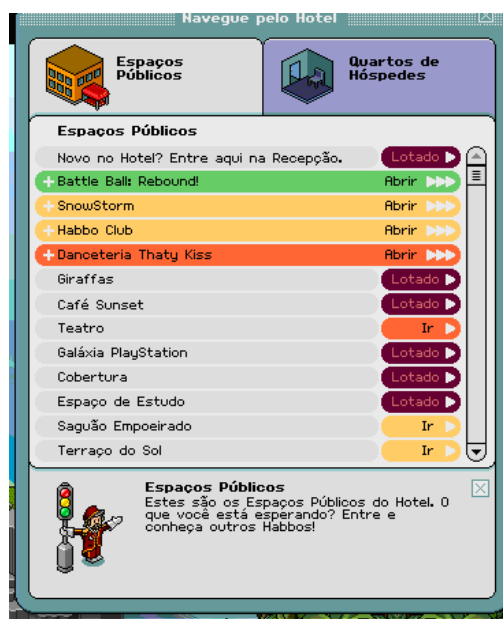 Navegue pelo Hotel
Espaços
Públicos
Quartos de
Hóspedes
Espaços Públicos
Novo no Hotel? Entre aqui na Recepção. Lotado
Battle Ball: Rebound! Abrir
SnowStorm Abrir
Habbo Club Abrir
Danceteria Thaty Kiss Abrir
Giraffas Lotado
Café Sunset Lotado
Teatro Ir
Galáxia PlayStation Lotado
Cobertura Lotado
Espaço de Estudo Lotado
Saguão Empoeirado Ir
Terraço do Sol Ir
Espaços Públicos
Estes são os Espaços Públicos do Hotel. O
que você está esperando? Entre e
conheça outros Habbos!